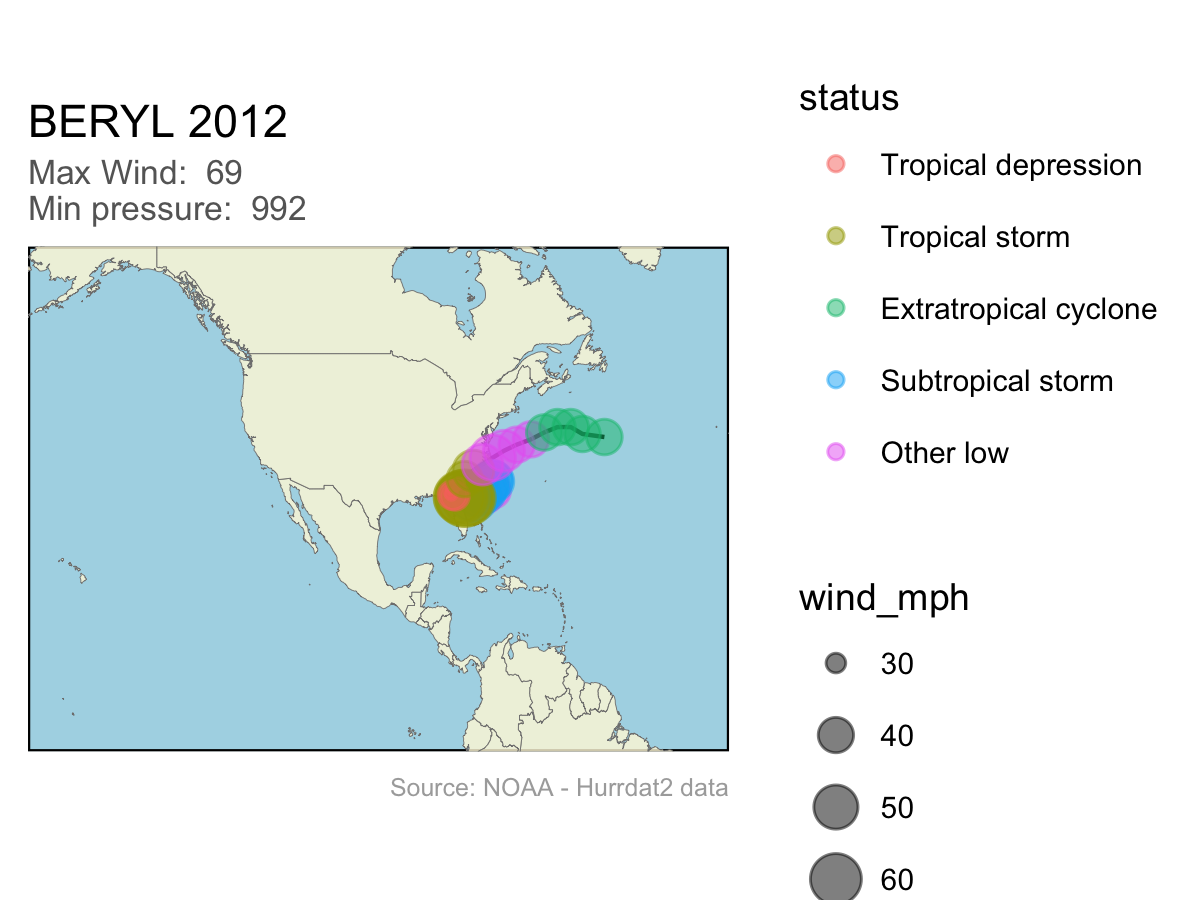 BERYL 2012
Max Wind:  69
Min pressure:  992
Source: NOAA - Hurrdat2 data
status
Tropical depression
Tropical storm
Extratropical cyclone
Subtropical storm
Other low
wind_mph
30
40
50
60